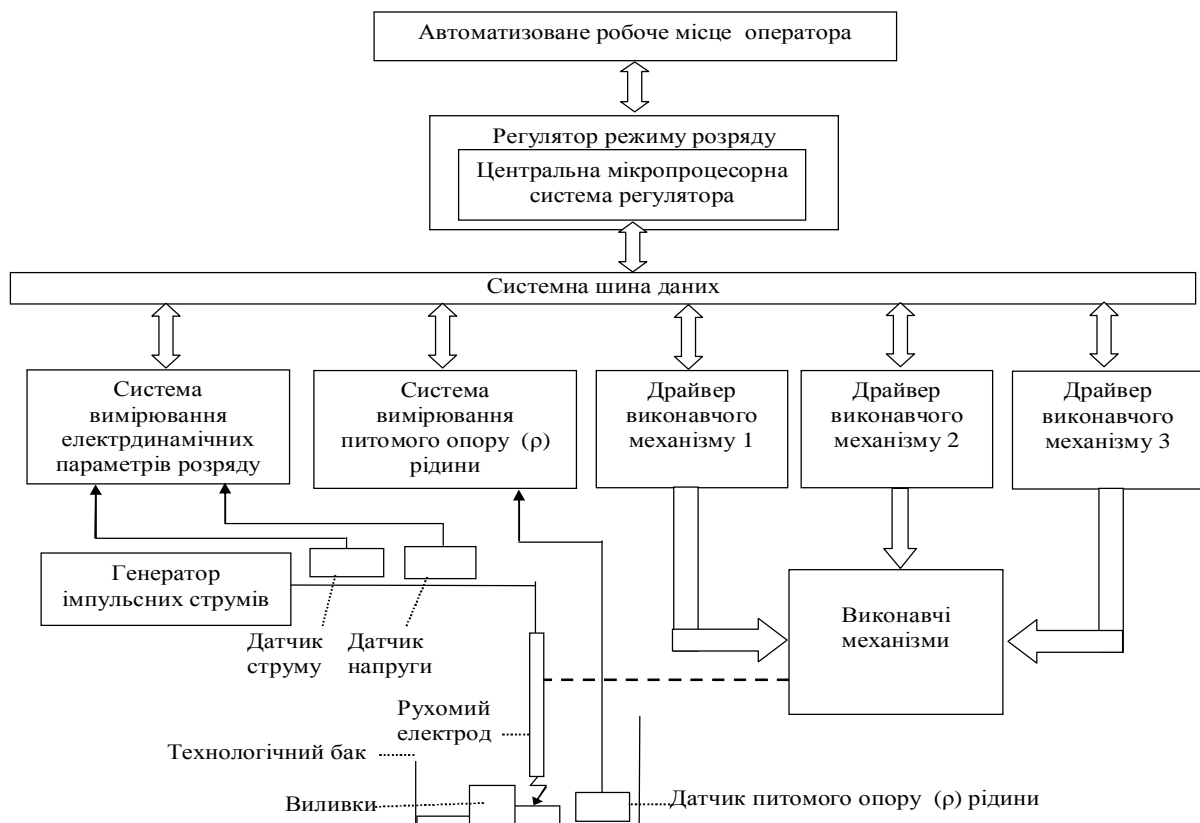 Автоматизоване робоче місце оператора
Регулятор режиму розряду
Центральна мікропроцесорна
система регулятора
Системна шина даних
Система
вимірювання
електрдинамічних
параметрів розряду
Система
вимірювання
питомого опору (ρ)
рідини
Драйвер
виконавчого
механізму 1
Драйвер
виконавчого
механізму 2
Драйвер
виконавчого
механізму 3
Генератор
імпульсних струмів
Датчик
струму
Датчик
напруги
Виконавчі
механізми
Рухомий
електрод
Технологічний бак
Виливки
Датчик питомого опору (ρ) рідини